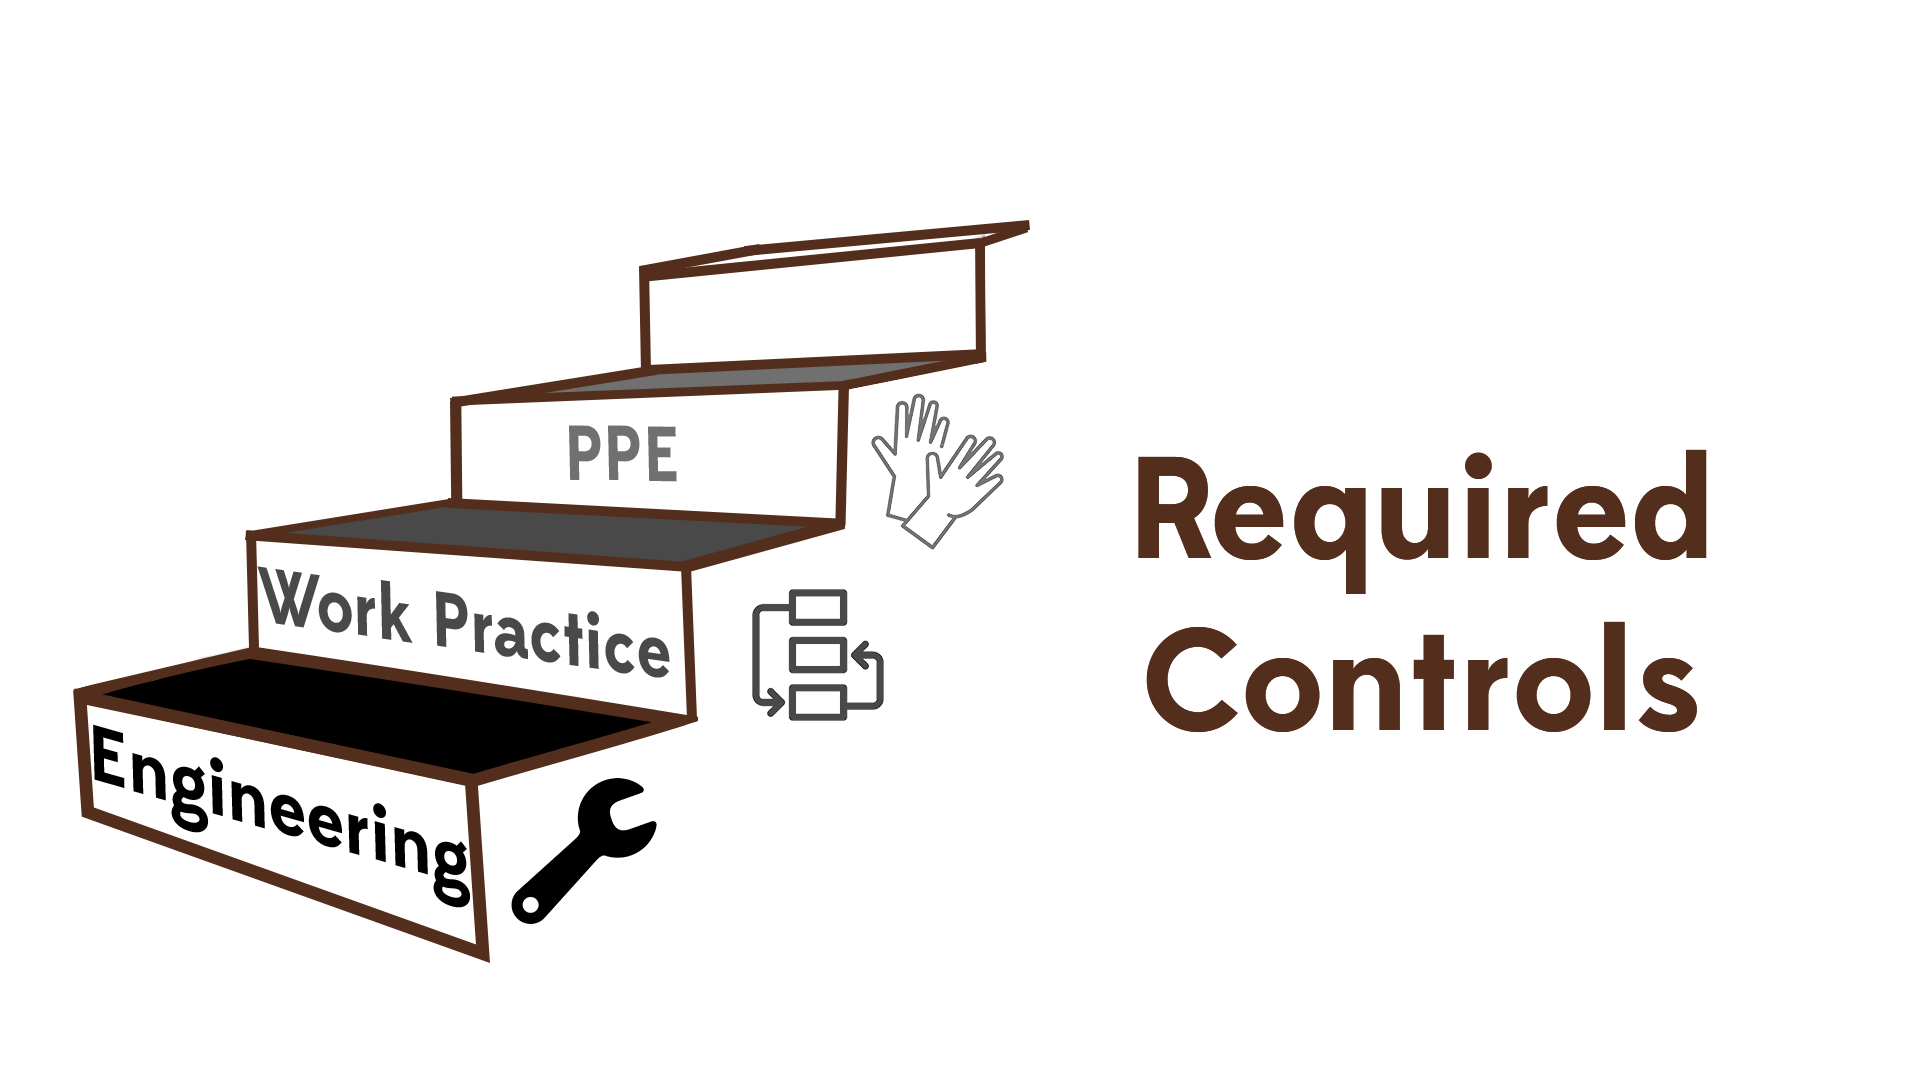 PPE
Work Practice
Engineering
Required
Controls